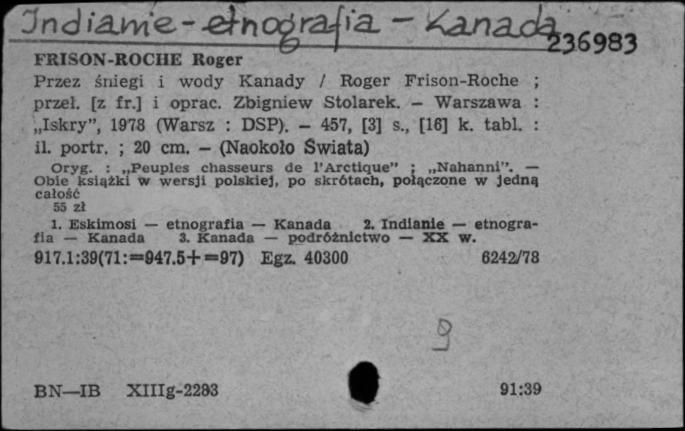 Indianie - etnografia - Kanada
236983
FRISON-ROCHE Roger
Przez śniegi i wody Kanady / Roger Frison-Roche ;
przeł. [z fr.] i oprac. Zbigniew Stolarek. — Warszawa :
„Iskry”, 1978 (Warsz : DSP). — 457, [3] s., [16] k. tabl. :
il. portr. ; 20 cm. — (Naokoło Świata)
Oryg. : „Peuples chasseurs de l'Arctique” ; „Nahanni”. —
Obie książki w wersji polskiej, po skrótach, połączone w jedną
całość
55 zł
1. Eskimosi — etnografia — Kanada 2. Indianie — etnogra-
fia — Kanada 3. Kanada — podróżnictwo — XX w.
917.1:39(71:=947.5+=97) Egz. 40300 6242/78
9
BN—IB XIIIg-2283 91:39